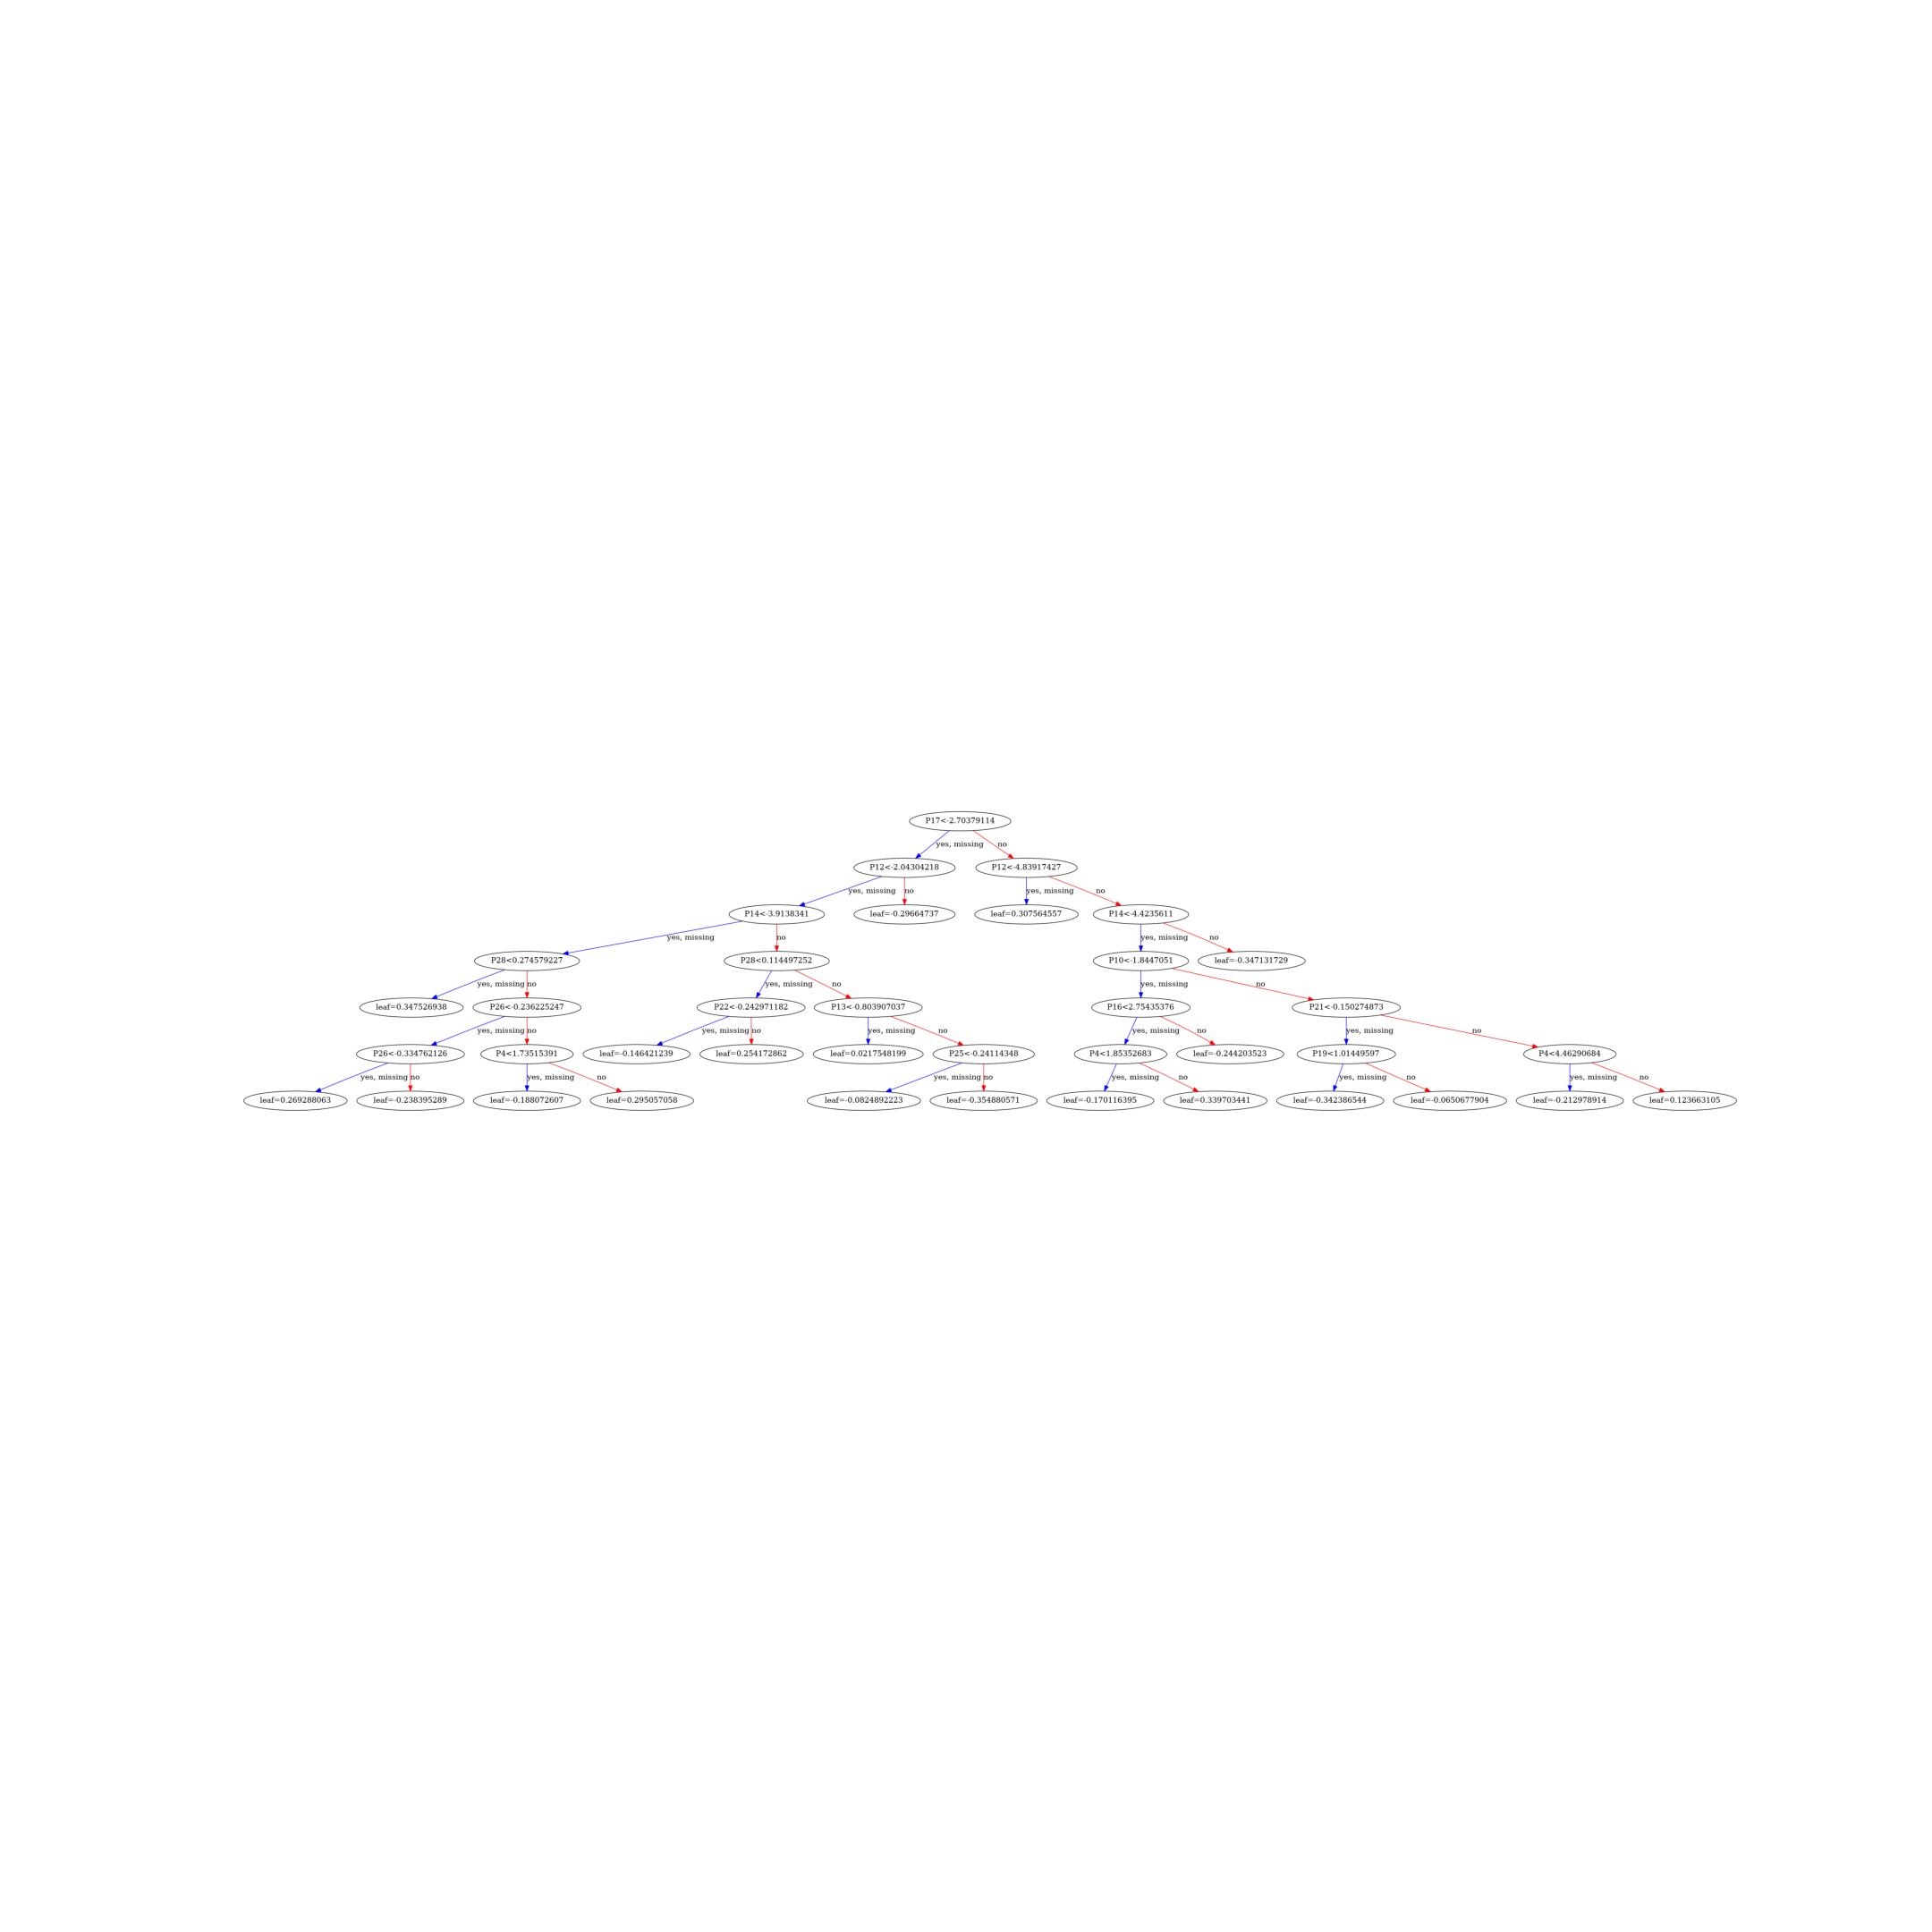 P17<-2.70379114
yes, missing no
P12<-2.04304218 P12<-4.83917427
yes, missing no yes, missing no
P14<-3.9138341 leaf=-0.29664737 leaf=0.307564557 P14<-4.4235611
yes, missing no yes, missing no
P28<0.274579227 P28<0.114497252 P10<-1.8447051 leaf=-0.347131729
yes, missing no yes, missing no yes, missing no
leaf=0.347526938 P26<-0.236225247 P22<-0.242971182 P13<-0.803907037 P16<2.75435376 P21<-0.150274873
yes, missing no yes, missing no yes, missing no yes, missing no yes, missing no
P26<-0.334762126 P4<1.73515391 leaf=-0.146421239 leaf=0.254172862 leaf=0.0217548199 P25<-0.24114348 P4<1.85352683 leaf=-0.244203523 P19<1.01449597 P4<4.46290684
yes, missing no yes, missing no yes, missing no yes, missing no yes, missing no yes, missing no
leaf=0.269288063 leaf=-0.238395289 leaf=-0.188072607 leaf=0.295057058 leaf=-0.0824892223 leaf=-0.354880571 leaf=-0.170116395 leaf=0.339703441 leaf=-0.342386544 leaf=-0.0650677904 leaf=-0.212978914 leaf=0.123663105